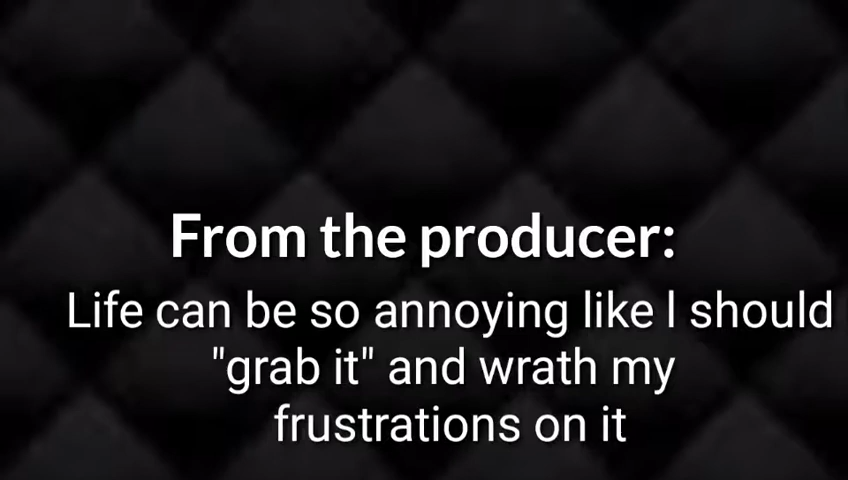 From the producer:
Life can be so annoying like I should
"grab it" and wrath my
frustrations on it